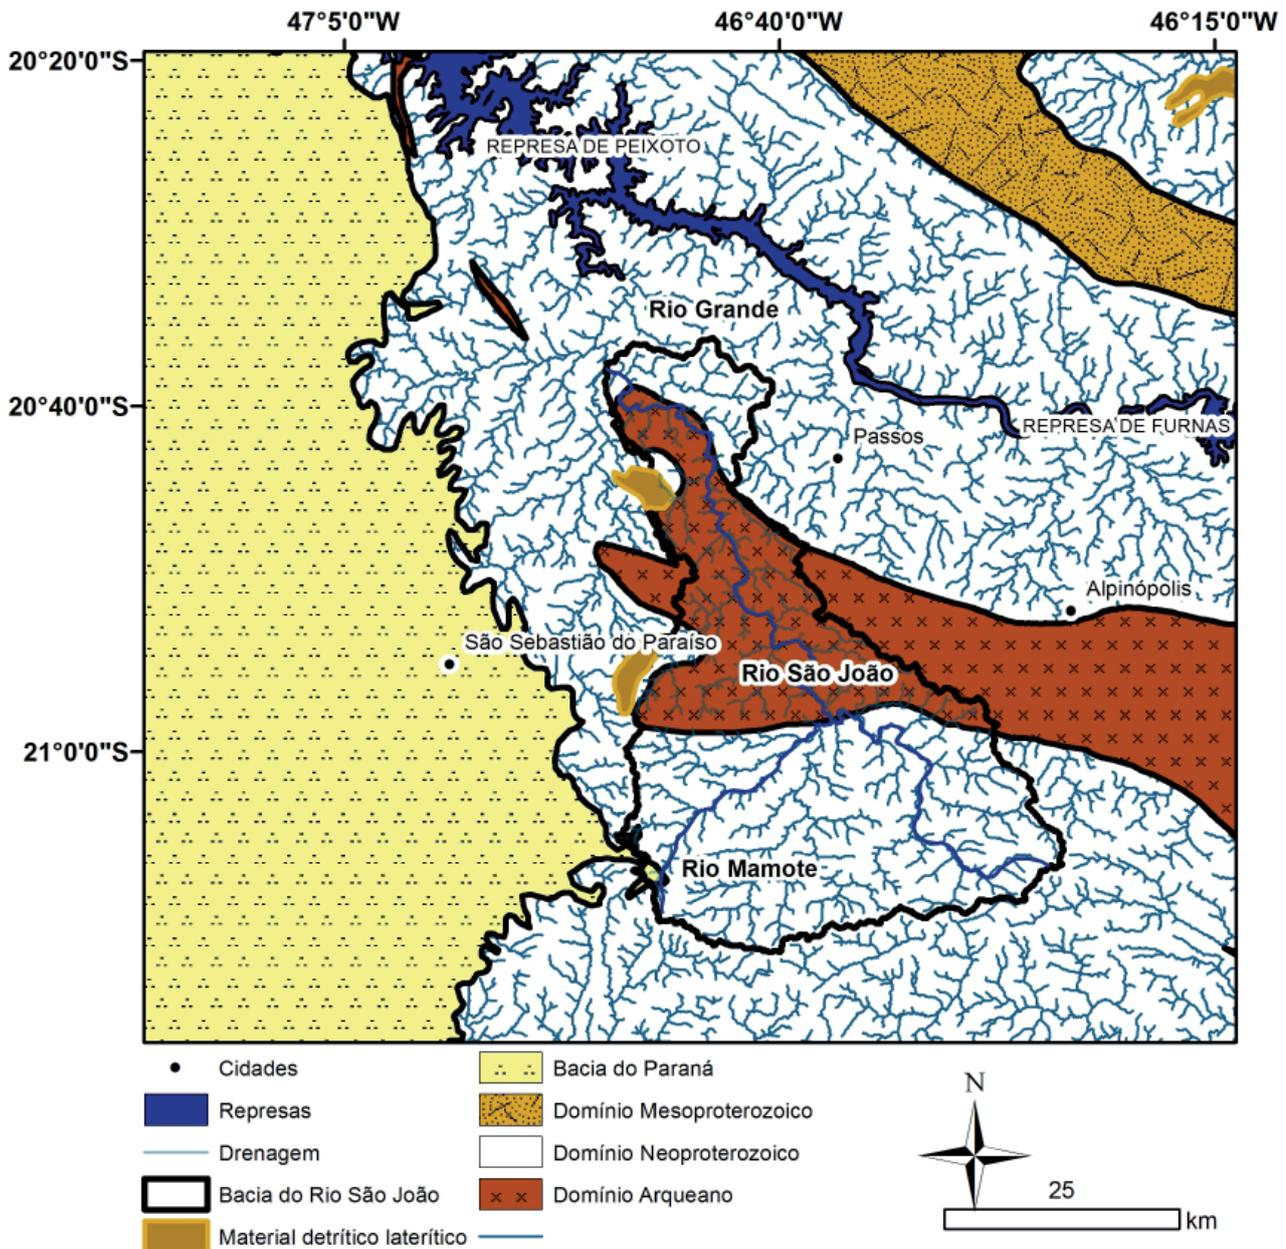 47°5'0"W
46°40'0"W
46°15'0"W
20°20'0"S
REPRESA DE PEIXOTO
Rio Grande
20°40'0"S
REPRESA DE FURNAS
Passos
Alpinópolis
São Sebastião do Paraíso
Rio São João
21°0'0"S
Rio Mamote
Cidades
Represas
Drenagem
Bacia do Rio São João
Material detrítico laterítico
Bacia do Paraná
Domínio Mesoproterozoico
Domínio Neoproterozoico
Domínio Arqueano
N
25
km